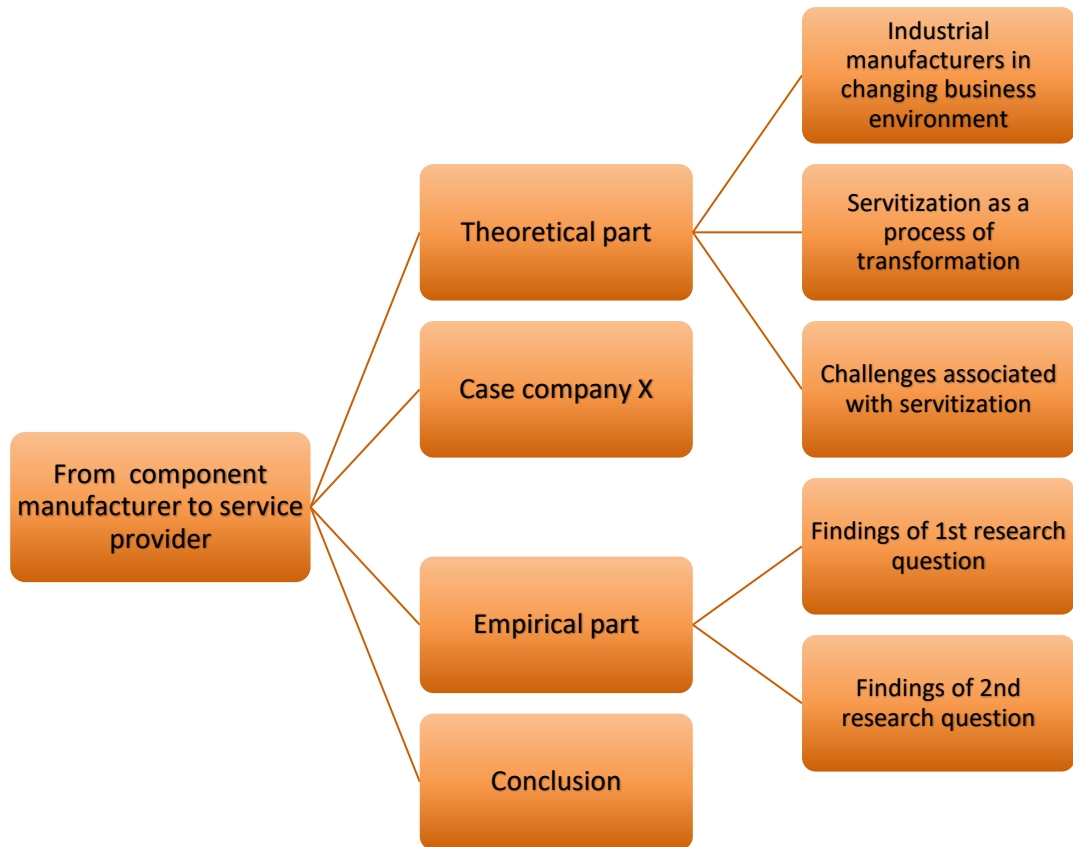 From  component
manufacturer to service
provider
Theoretical part
Industrial
manufacturers in
changing business
environment
Servitization as a
process of
transformation
Challenges associated
with servitization
Case company X
Empirical part
Findings of 1st research
question
Findings of 2nd
research question
Conclusion